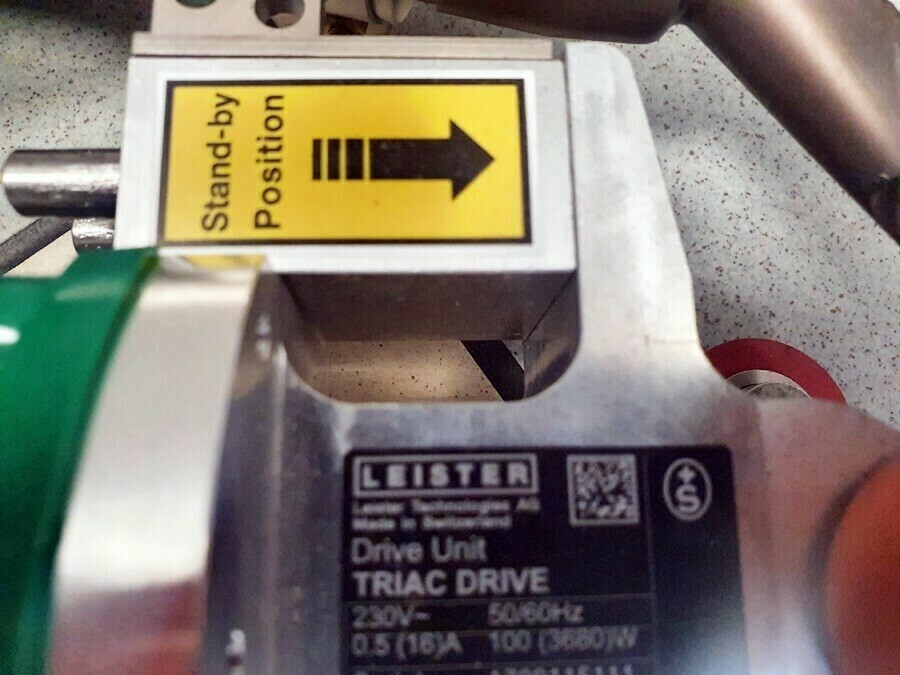 Stand-by
Position
LEISTER
Leister Technologies AG
Made in Switzerland
Drive Unit
TRIAC DRIVE
230V~ 50/60Hz
0.5 (16)A 100 (3680)W
+S